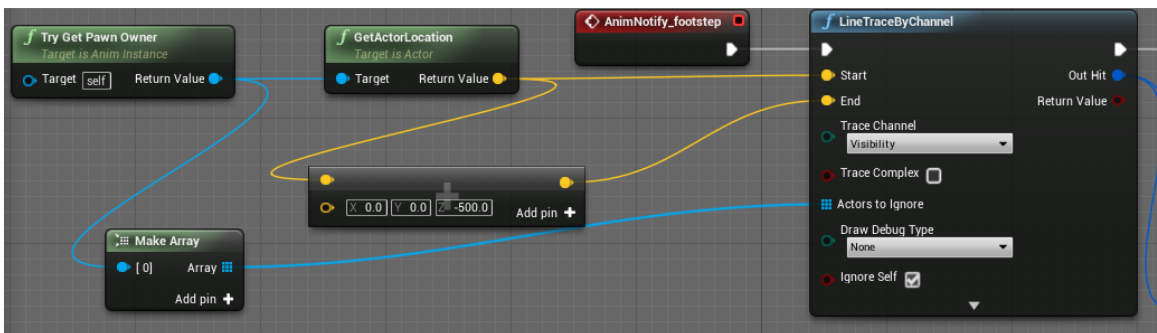 Try Get Pawn Owner
Target is Anim Instance
Target self Return Value
GetActorLocation
Target is Actor
Target Return Value
AnimNotify_footstep
LineTraceByChannel
Start Out Hit
End Return Value
Trace Channel
Visibility
Trace Complex
Actors to Ignore
Draw Debug Type
None
Ignore Self
X 0.0 Y 0.0 Z -500.0 Add pin +
Make Array
[0] Array
Add pin +